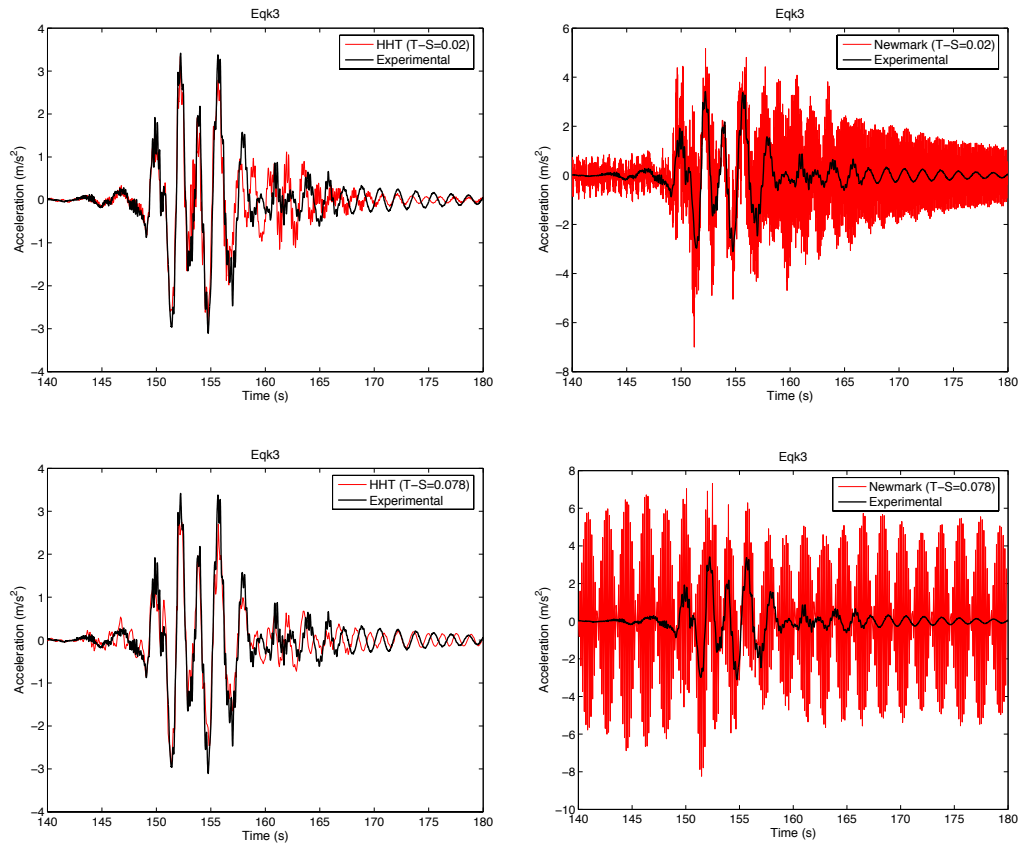 Eqk3
HHT (T-S=0.02)
Experimental
Acceleration (m/s²)
4
3
2
1
0
-1
-2
-3
-4
140 145 150 155 160 165 170 175 180
Time (s)
Eqk3
Newmark (T-S=0.02)
Experimental
Acceleration (m/s²)
6
4
2
0
-2
-4
-6
-8
140 145 150 155 160 165 170 175 180
Time (s)
Eqk3
HHT (T-S=0.078)
Experimental
Acceleration (m/s²)
4
3
2
1
0
-1
-2
-3
-4
140 145 150 155 160 165 170 175 180
Time (s)
Eqk3
Newmark (T-S=0.078)
Experimental
Acceleration (m/s²)
8
6
4
2
0
-2
-4
-6
-8
-10
140 145 150 155 160 165 170 175 180
Time (s)